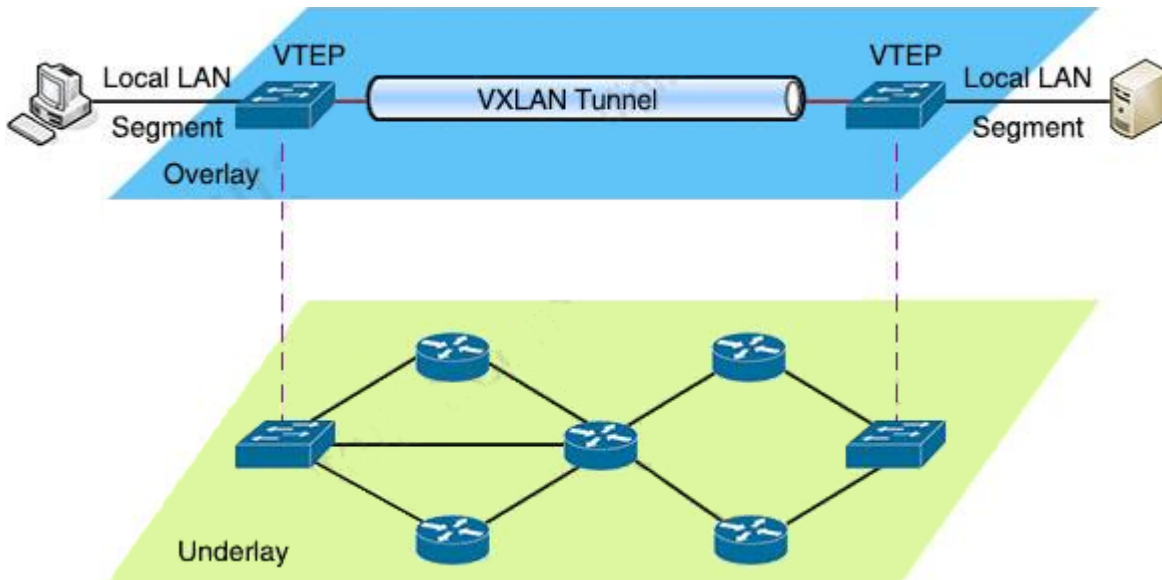 VTEP
VTEP
Local LAN
Segment
VXLAN Tunnel
Local LAN
Segment
Overlay
Underlay